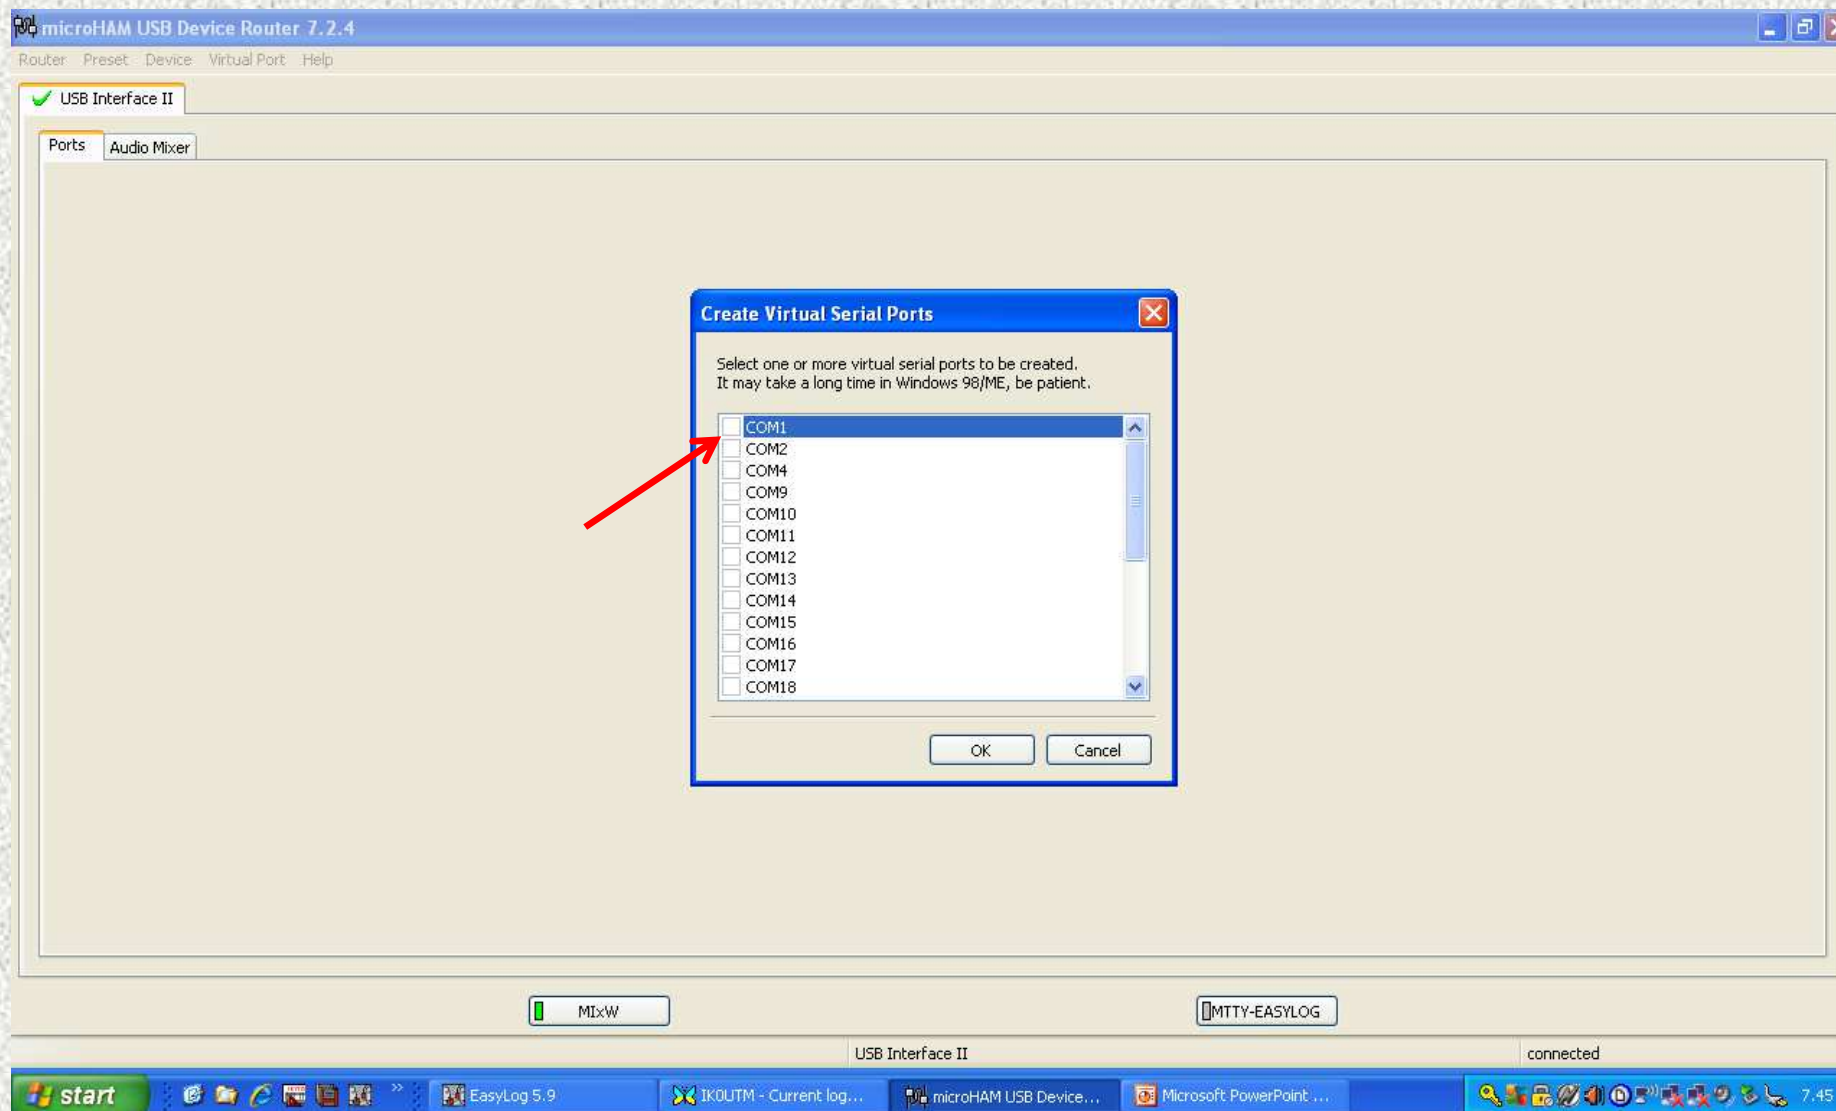 microHAM USB Device Router 7.2.4
Router Preset Device Virtual Port Help
USB Interface II
Ports Audio Mixer
Create Virtual Serial Ports
Select one or more virtual serial ports to be created.
It may take a long time in Windows 98/ME, be patient.
COM1
COM2
COM4
COM9
COM10
COM11
COM12
COM13
COM14
COM15
COM16
COM17
COM18
OK Cancel
MIxW MTTY-EASYLOG
USB Interface II connected
start » EasyLog 5.9 IK0UTM - Current log... microHAM USB Device... Microsoft PowerPoint ... 7.45